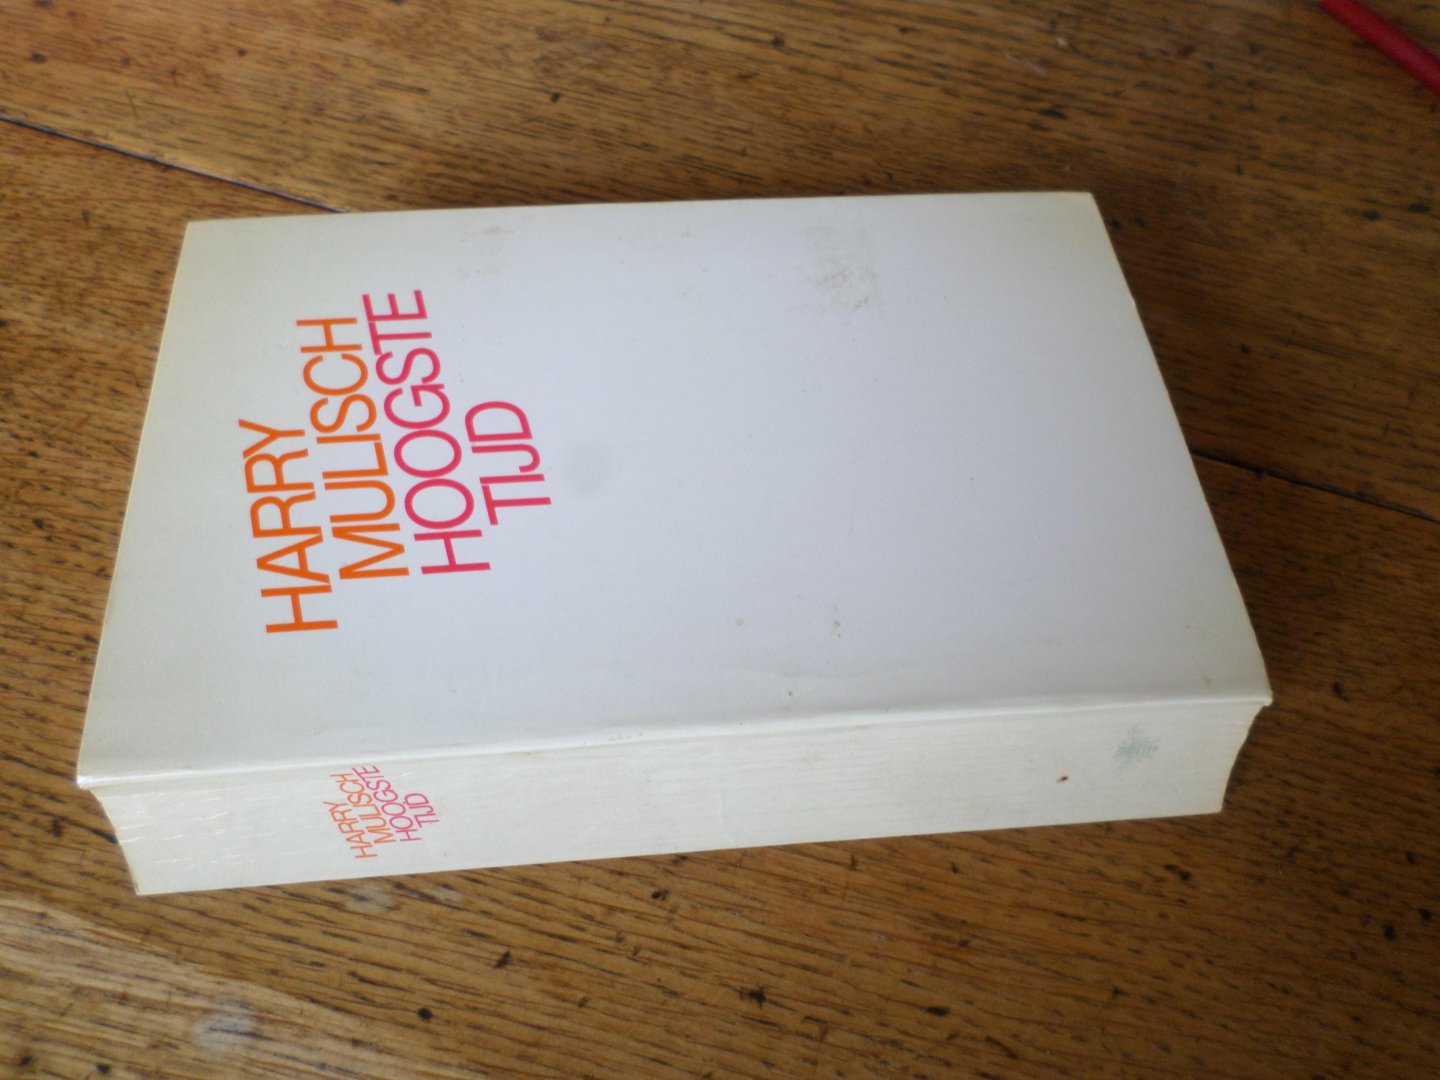 HARRY
MULISCH
HOOGSTE
TIJD
HARRY
MULISCH
HOOGSTE
TIJD